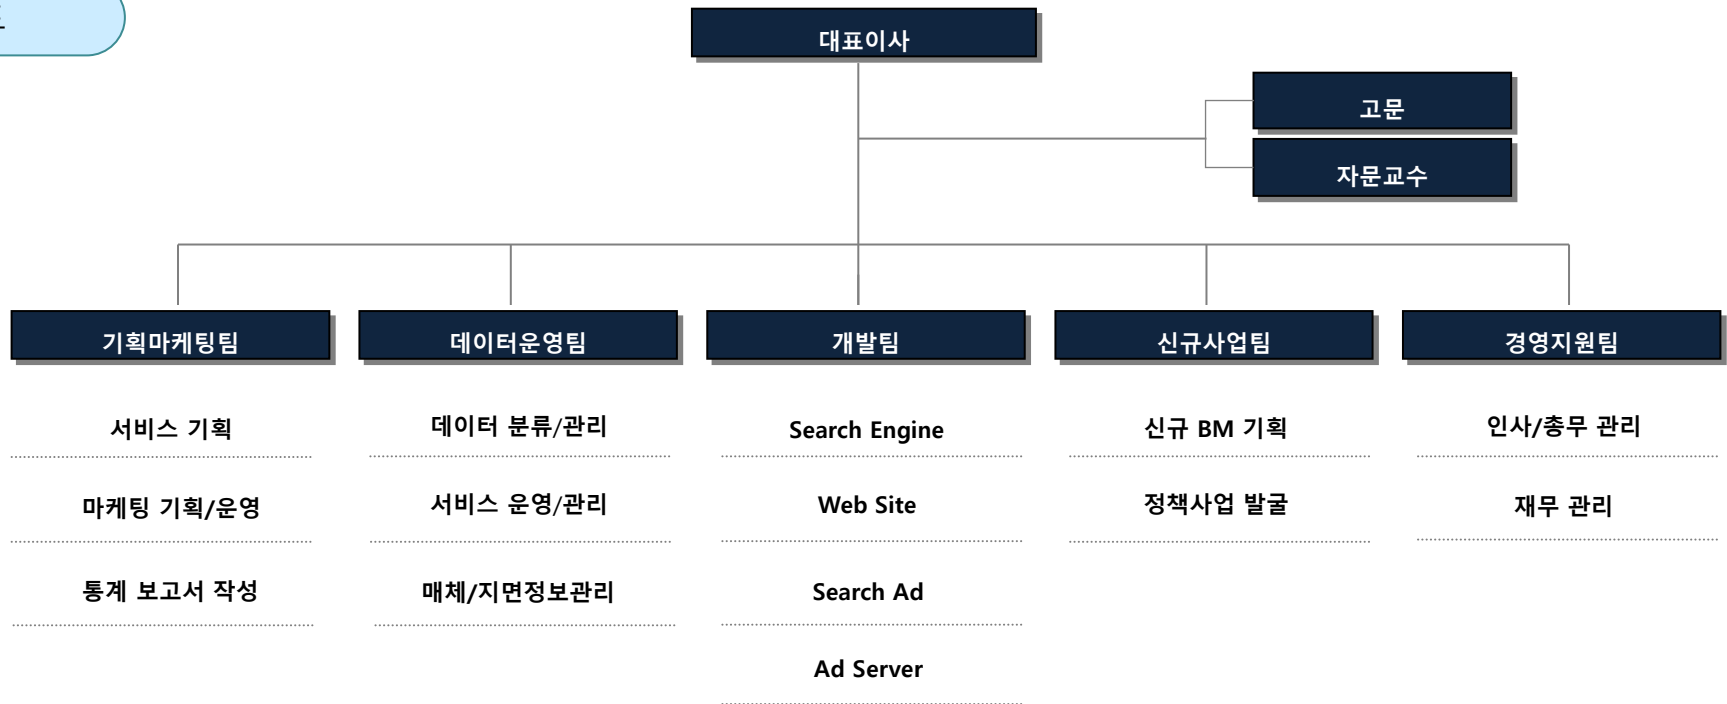 대표이사
고문
자문교수
기획마케팅팀
데이터운영팀
개발팀
신규사업팀
경영지원팀
서비스 기획
데이터 분류/관리
Search Engine
신규 BM 기획
인사/총무 관리
마케팅 기획/운영
서비스 운영/관리
Web Site
정책사업 발굴
재무 관리
통계 보고서 작성
매체/지면정보관리
Search Ad
Ad Server